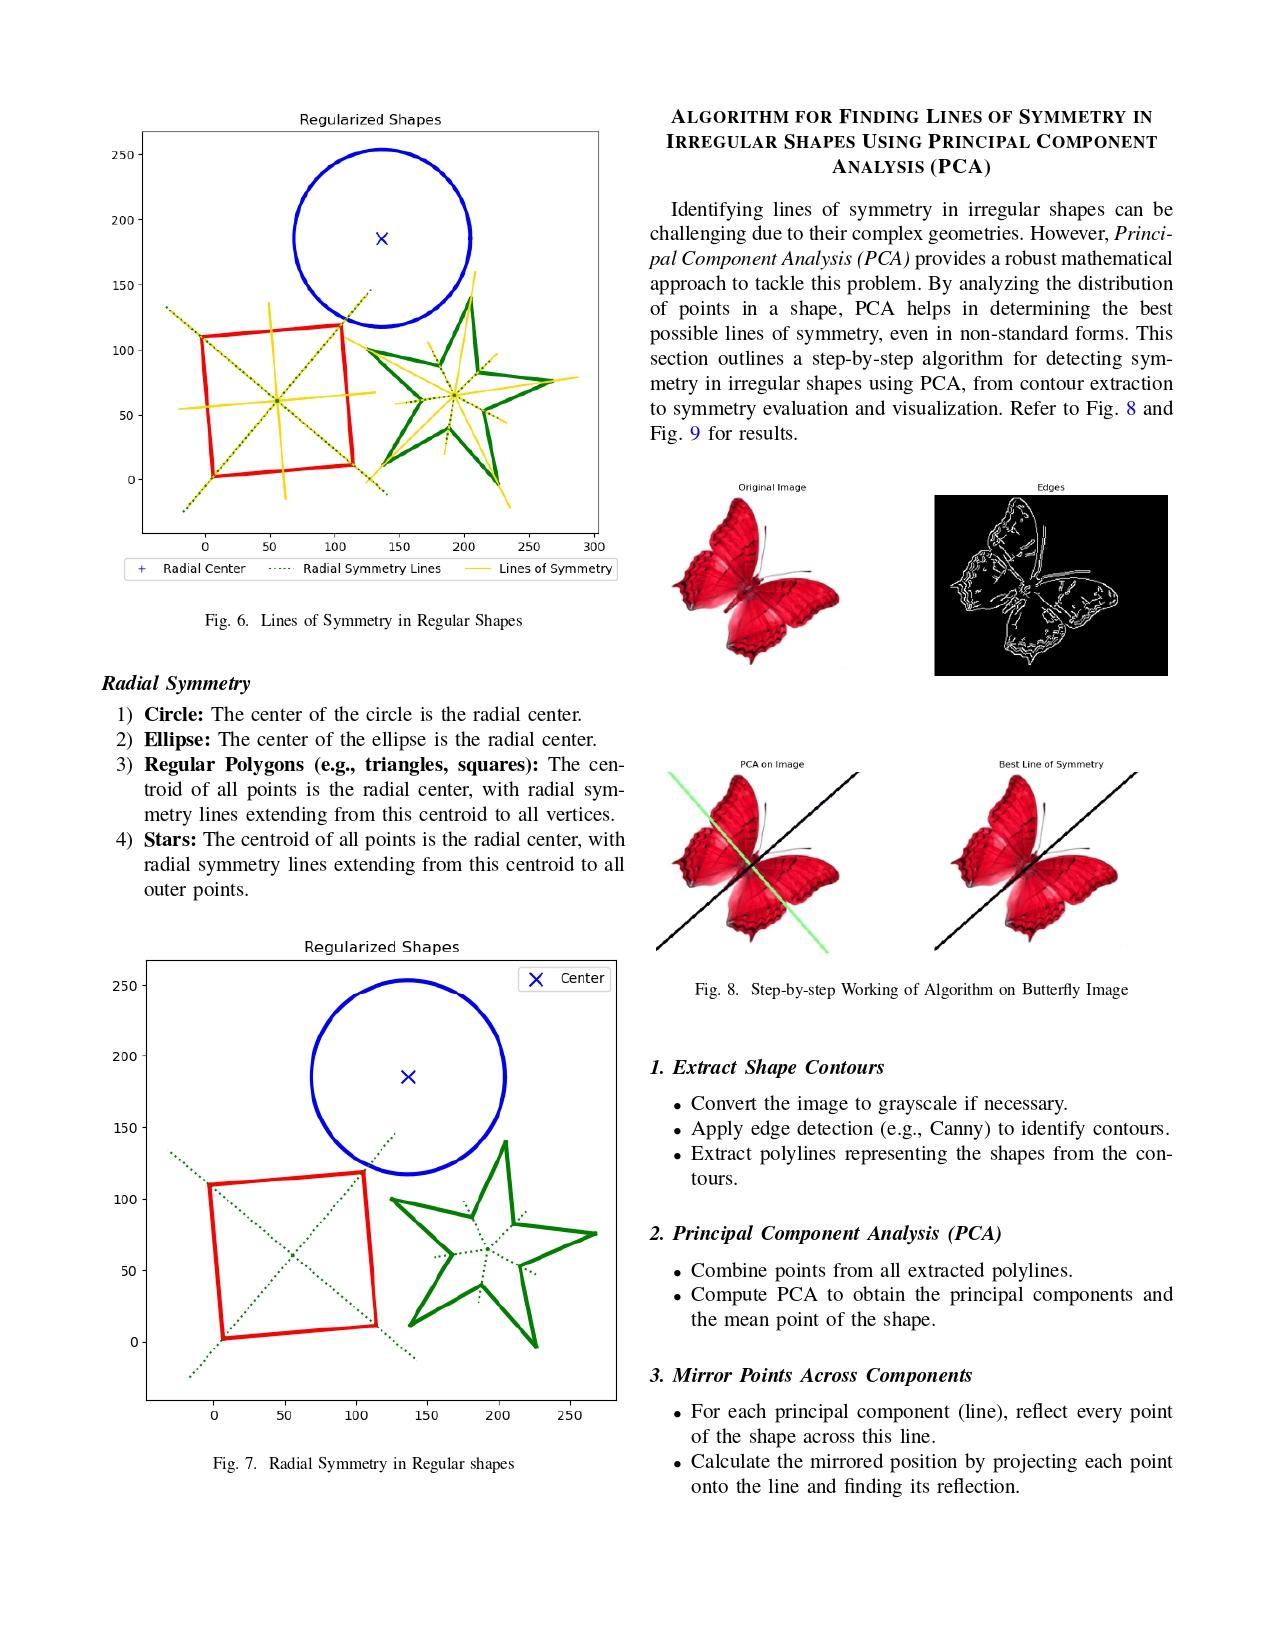 Regularized Shapes
250
200
150
100
50
0
0 50 100 150 200 250 300
Radial Center Radial Symmetry Lines Lines of Symmetry
Fig. 6. Lines of Symmetry in Regular Shapes
Radial Symmetry
1) Circle: The center of the circle is the radial center.
2) Ellipse: The center of the ellipse is the radial center.
3) Regular Polygons (e.g., triangles, squares): The cen-
troid of all points is the radial center, with radial sym-
metry lines extending from this centroid to all vertices.
4) Stars: The centroid of all points is the radial center, with
radial symmetry lines extending from this centroid to all
outer points.
Regularized Shapes
Center
250
200
150
100
50
0
0 50 100 150 200 250
Fig. 7. Radial Symmetry in Regular shapes
ALGORITHM FOR FINDING LINES OF SYMMETRY IN
IRREGULAR SHAPES USING PRINCIPAL COMPONENT
ANALYSIS (PCA)
Identifying lines of symmetry in irregular shapes can be
challenging due to their complex geometries. However, Princi-
pal Component Analysis (PCA) provides a robust mathematical
approach to tackle this problem. By analyzing the distribution
of points in a shape, PCA helps in determining the best
possible lines of symmetry, even in non-standard forms. This
section outlines a step-by-step algorithm for detecting sym-
metry in irregular shapes using PCA, from contour extraction
to symmetry evaluation and visualization. Refer to Fig. 8 and
Fig. 9 for results.
Original Image
Edges
PCA on Image
Best Line of Symmetry
Fig. 8. Step-by-step Working of Algorithm on Butterfly Image
1. Extract Shape Contours
• Convert the image to grayscale if necessary.
• Apply edge detection (e.g., Canny) to identify contours.
• Extract polylines representing the shapes from the con-
tours.
2. Principal Component Analysis (PCA)
• Combine points from all extracted polylines.
• Compute PCA to obtain the principal components and
the mean point of the shape.
3. Mirror Points Across Components
• For each principal component (line), reflect every point
of the shape across this line.
• Calculate the mirrored position by projecting each point
onto the line and finding its reflection.